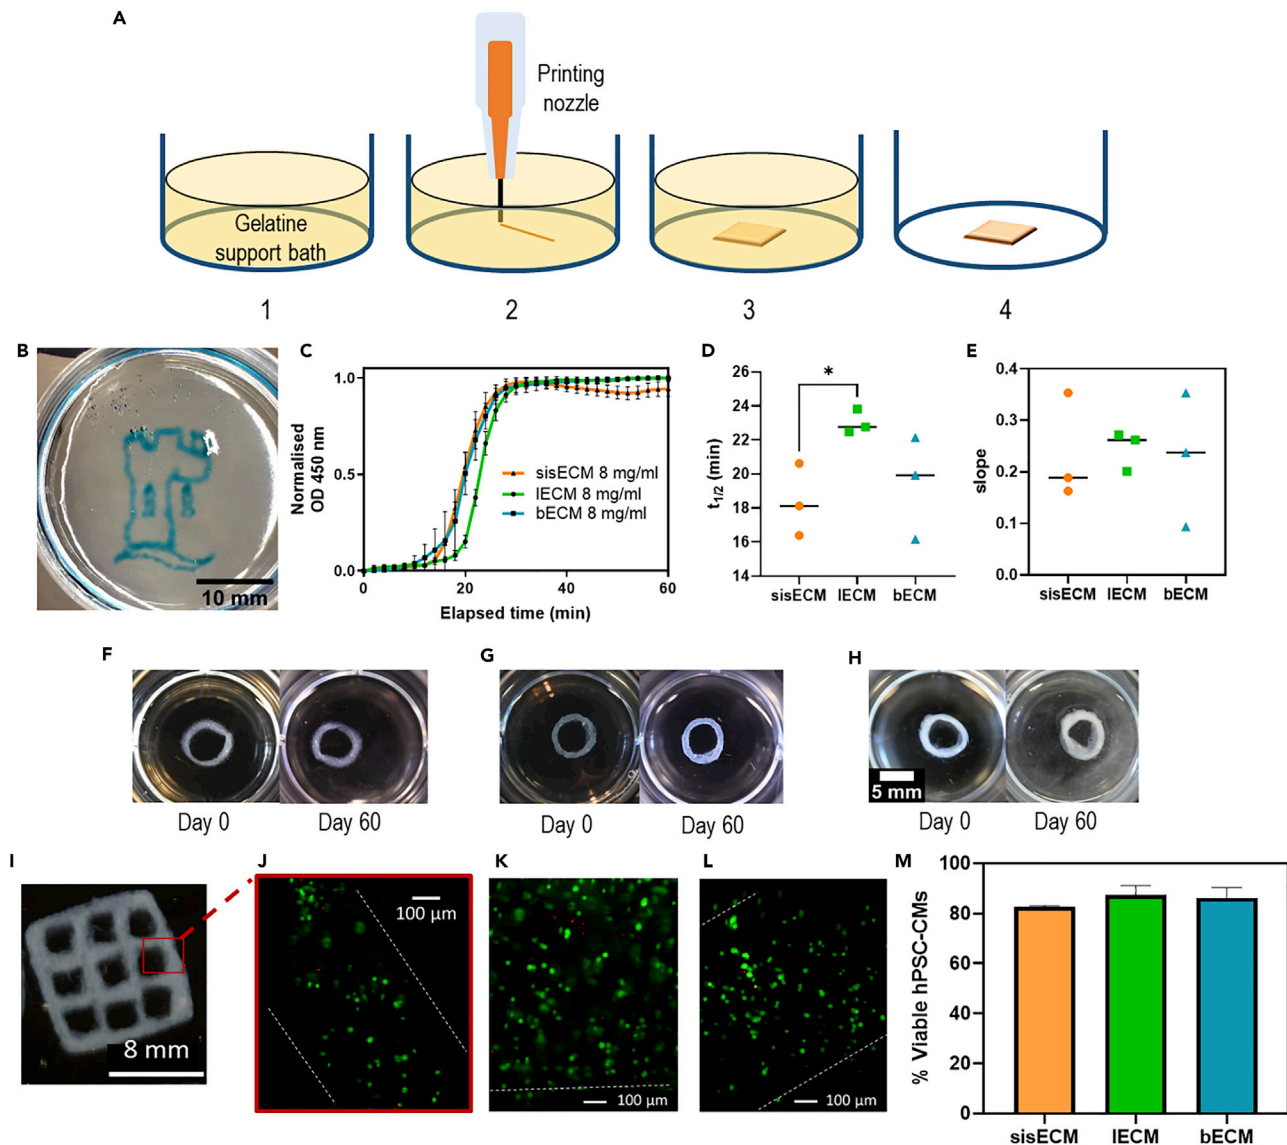 A
Printing
nozzle
Gelatine
support bath
1
2
3
4
B
10 mm
C
Normalised
OD 450 nm
1.0
0.5
0.0
sisECM 8 mg/ml
lECM 8 mg/ml
bECM 8 mg/ml
0
20
40
60
Elapsed time (min)
D
t1/2 (min)
26
24
22
20
18
16
14
*
sisECM
lECM
bECM
E
slope
0.4
0.3
0.2
0.1
0.0
sisECM
lECM
bECM
F
Day 0
Day 60
G
Day 0
Day 60
H
5 mm
Day 0
Day 60
I
8 mm
J
100 µm
K
100 µm
L
100 µm
M
% Viable hPSC-CMs
100
80
60
40
20
0
sisECM
lECM
bECM